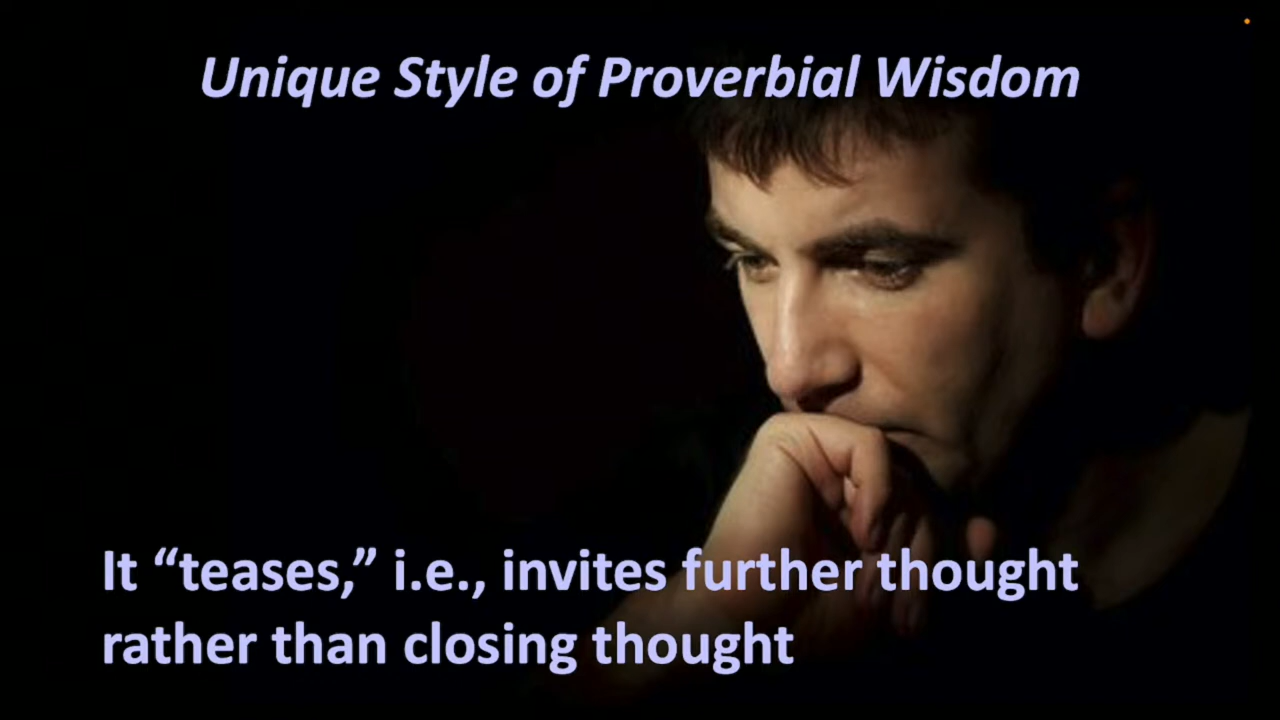 Unique Style of Proverbial Wisdom
It “teases,” i.e., invites further thought
rather than closing thought